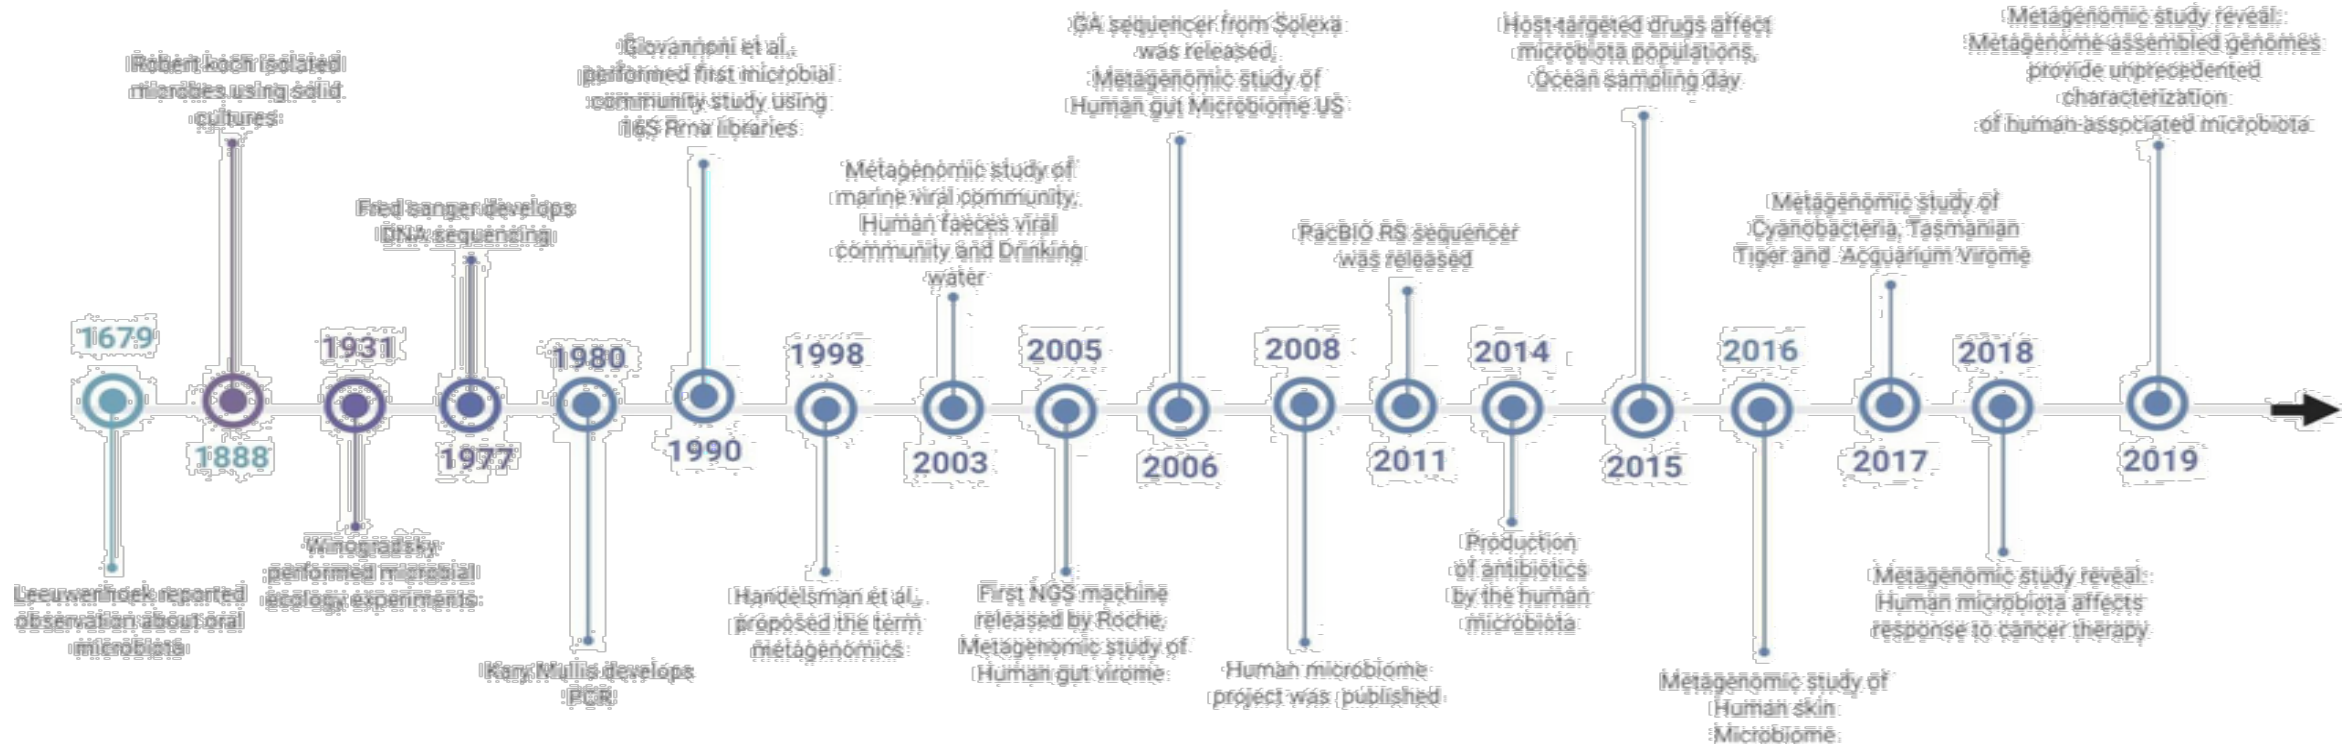 1679
Leeuwenhoek reported
observation about oral
microbiota
Robert koch isolated
microbes using solid
cultures
1888
1931
Winogradsky
performed microbial
ecology experiments
Fred sanger develops
DNA sequencing
1977
1980
Kary Mullis develops
PCR
Giovannoni et al.,
performed first microbial
community study using
16S Rrna libraries
1990
1998
Handelsman et al.,
proposed the term
metagenomics
Metagenomic study of
marine viral community,
Human faeces viral
community and Drinking
water
2003
2005
First NGS machine
released by Roche,
Metagenomic study of
Human gut virome
GA sequencer from Solexa
was released,
Metagenomic study of
Human gut Microbiome US
2006
2008
Human microbiome
project was published
PacBIO RS sequencer
was released
2011
2014
Production
of antibiotics
by the human
microbiota
Host-targeted drugs affect
microbiota populations,
Ocean sampling day
2015
2016
Metagenomic study of
Human skin
Microbiome
Metagenomic study of
Cyanobacteria, Tasmanian
Tiger and Acquarium Virome
2017
2018
Metagenomic study reveal:
Human microbiota affects
response to cancer therapy
Metagenomic study reveal:
Metagenome-assembled genomes
provide unprecedented
characterization
of human-associated microbiota
2019